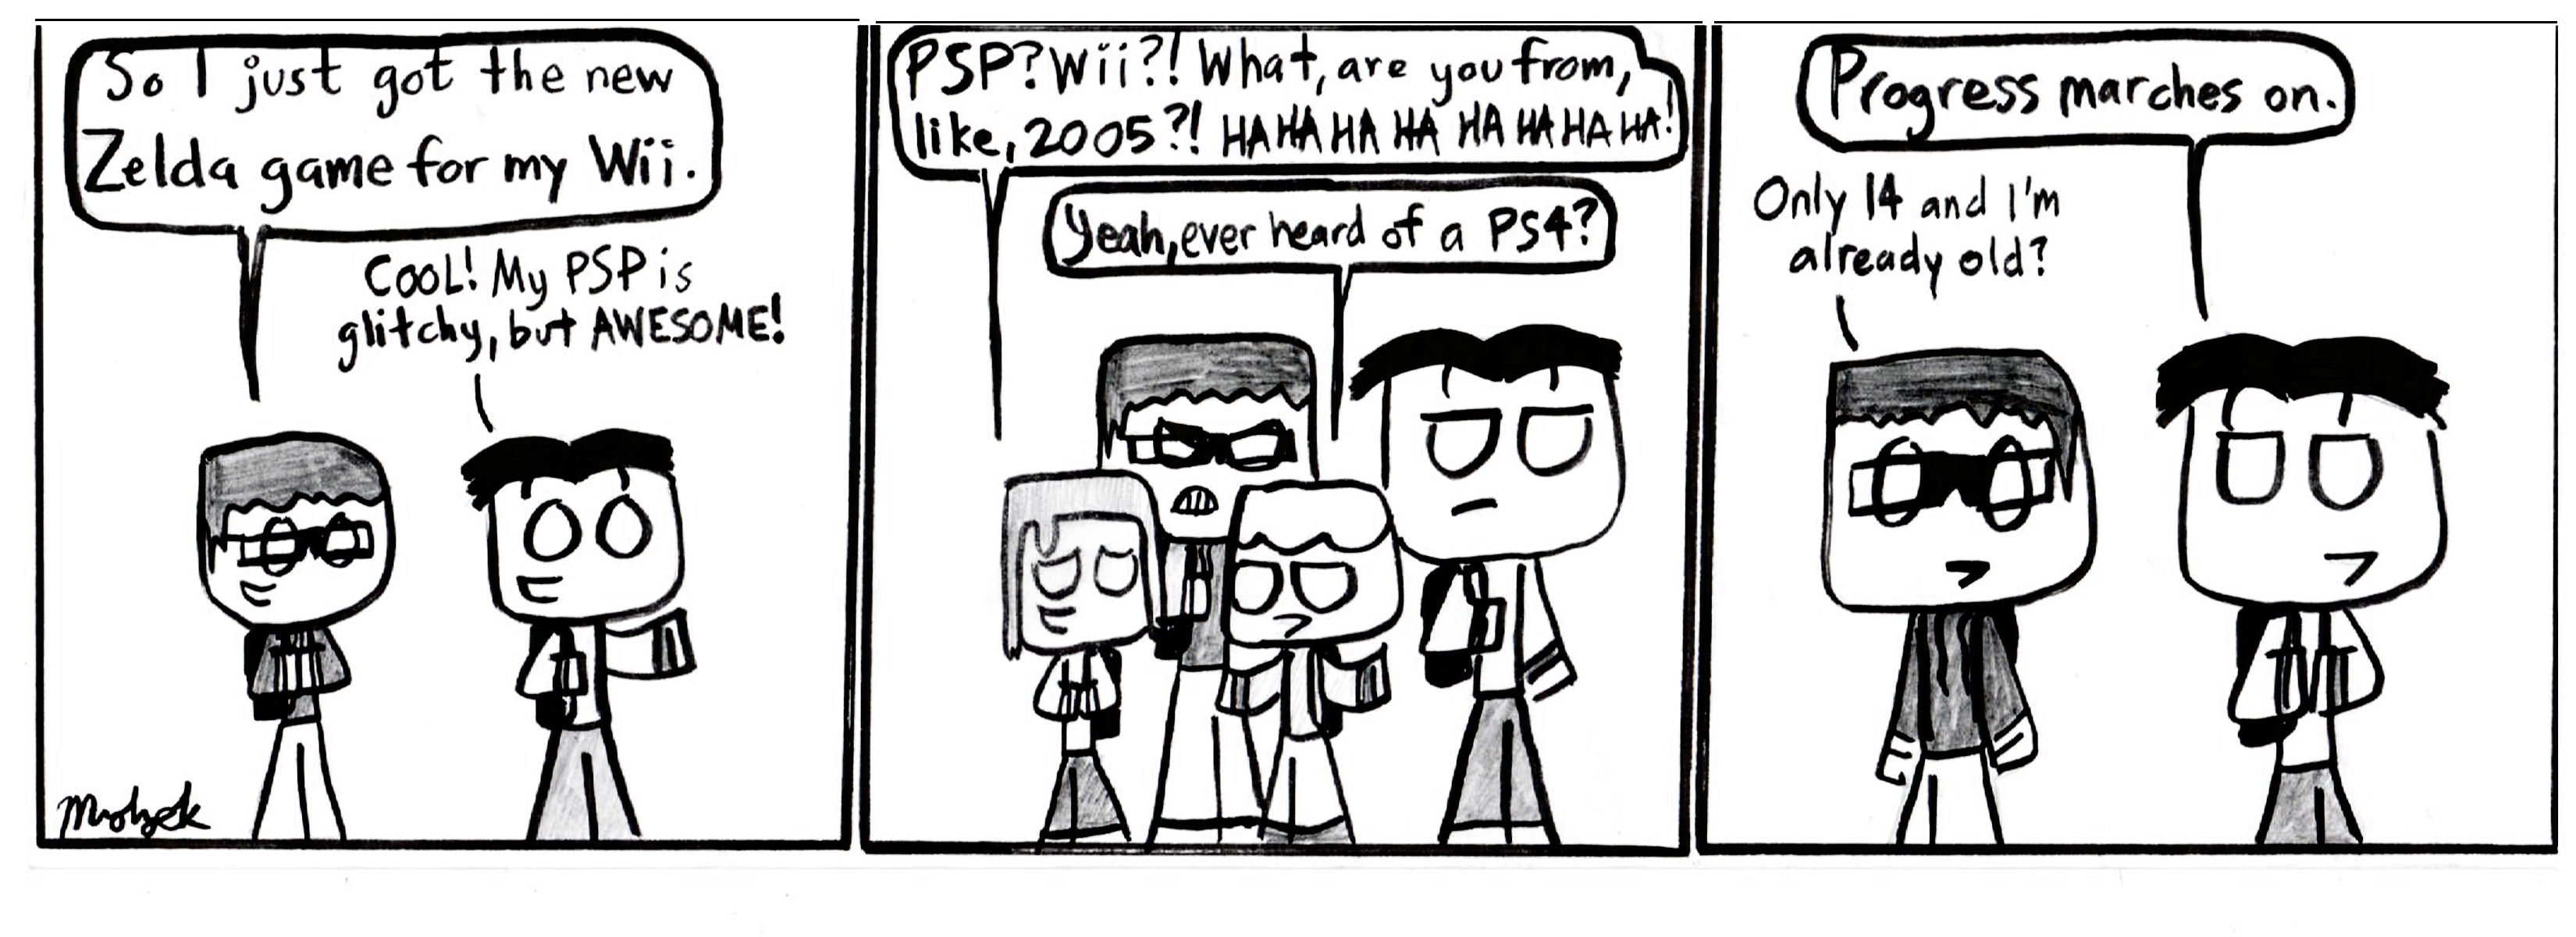 So I just got the new
Zelda game for my Wii.
COOL! My PSP is
glitchy, but AWESOME!
Mrolzek
PSP? Wii?! What, are you from,
like, 2005?! HA HA HA HA HA HA HA HA!
Yeah, ever heard of a PS4?
Progress marches on.
Only 14 and I'm
already old?